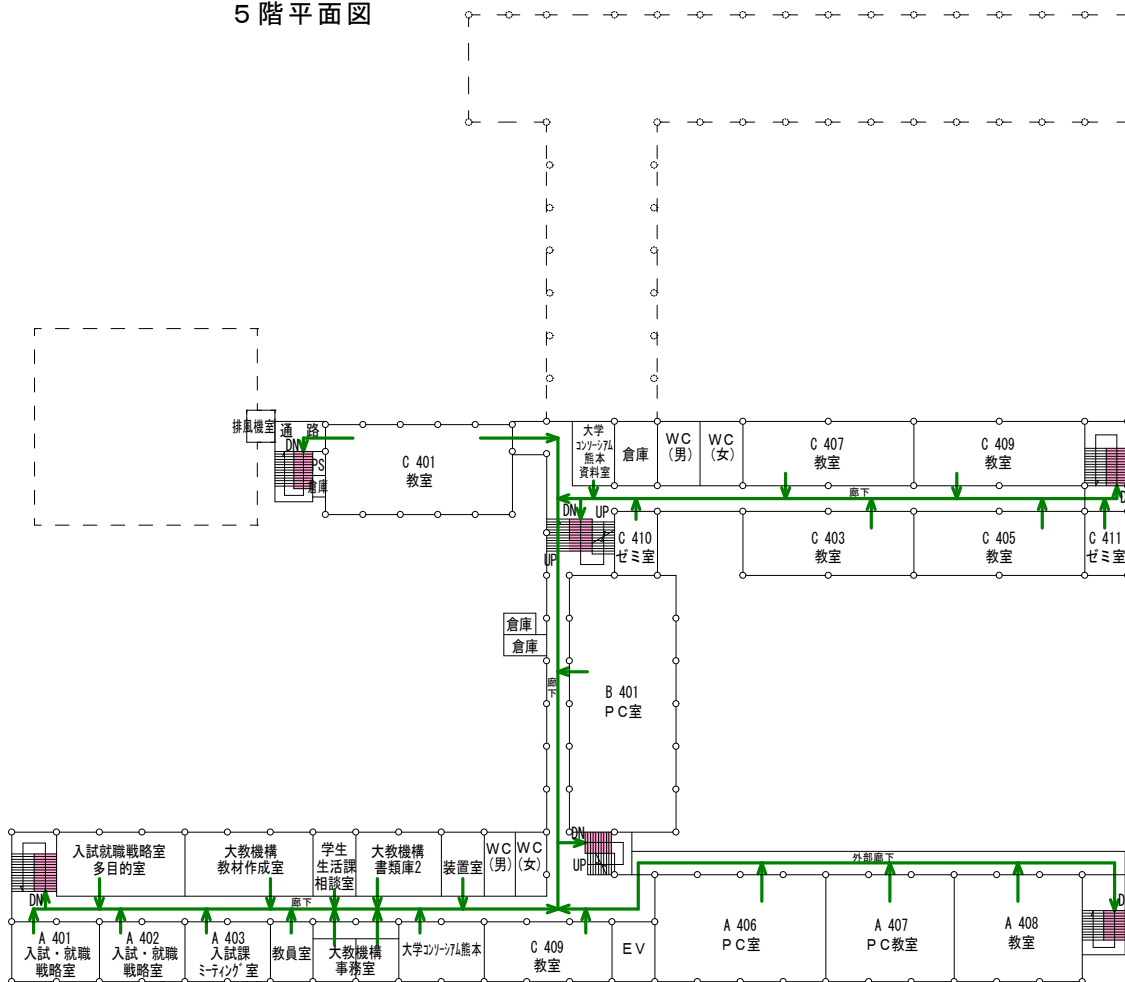 ５階平面図
排風機室
通路
DN
PS
倉庫
C 401
教室
大学
コンソーシアム
熊本
資料室
倉庫
WC
(男)
WC
(女)
C 407
教室
C 409
教室
廊下
D
DN
UP
UP
C 410
ゼミ室
C 403
教室
C 405
教室
C 411
ゼミ室
倉庫
倉庫
廊下
B 401
ＰＣ室
DN
UP
入試就職戦略室
多目的室
大教機構
教材作成室
学生
生活課
相談室
大教機構
書類庫2
装置室
WC
(男)
WC
(女)
外部廊下
DN
廊下
D
A 401
入試・就職
戦略室
A 402
入試・就職
戦略室
A 403
入試課
ミーティング室
教員室
大教機構
事務室
大学コンソーシアム熊本
C 409
教室
EV
A 406
ＰＣ室
A 407
ＰＣ教室
A 408
教室